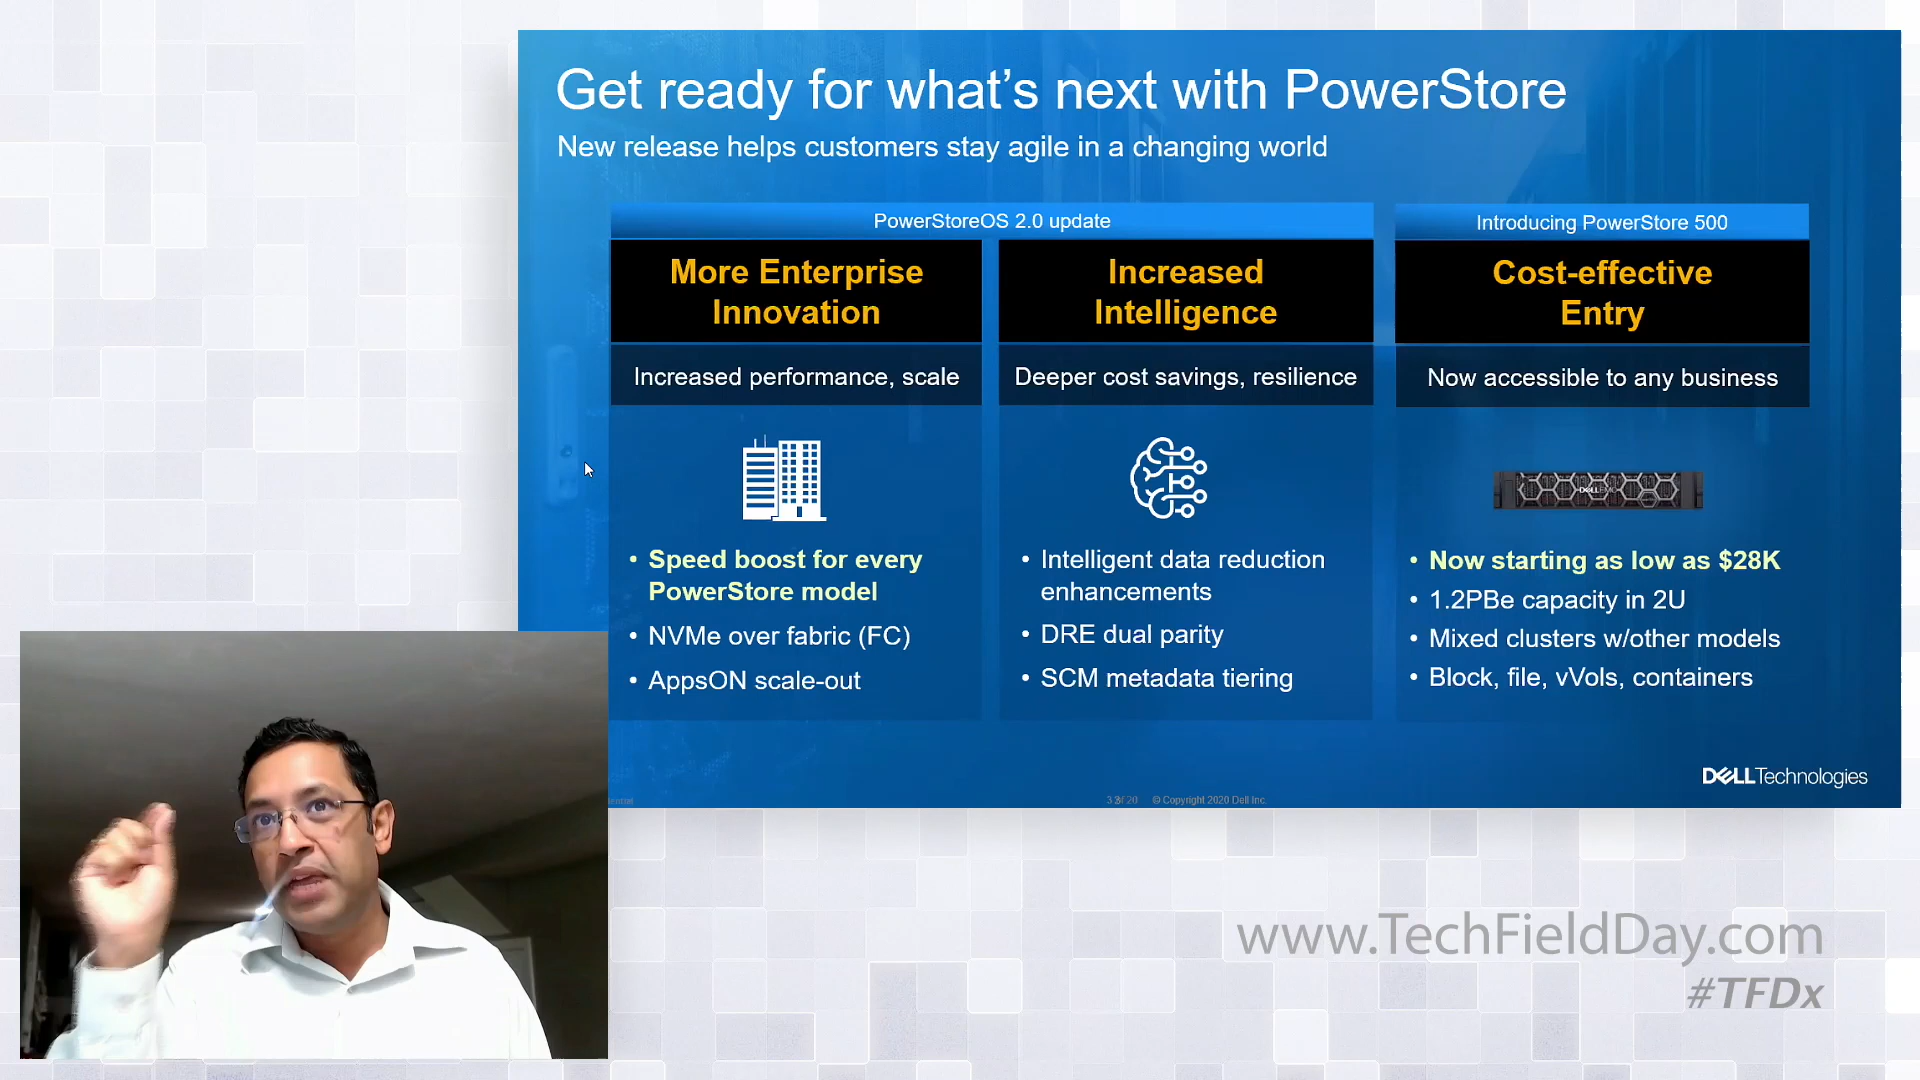 Get ready for what's next with PowerStore
New release helps customers stay agile in a changing world
PowerStoreOS 2.0 update
More Enterprise
Innovation
Increased performance, scale
• Speed boost for every
PowerStore model
• NVMe over fabric (FC)
• AppsON scale-out
Increased
Intelligence
Deeper cost savings, resilience
• Intelligent data reduction
enhancements
• DRE dual parity
• SCM metadata tiering
Introducing PowerStore 500
Cost-effective
Entry
Now accessible to any business
DELLEMC
• Now starting as low as $28K
• 1.2PBe capacity in 2U
• Mixed clusters w/other models
• Block, file, vVols, containers
DELLTechnologies
© Copyright 2020 Dell Inc.
www.TechFieldDay.com
#TFDx